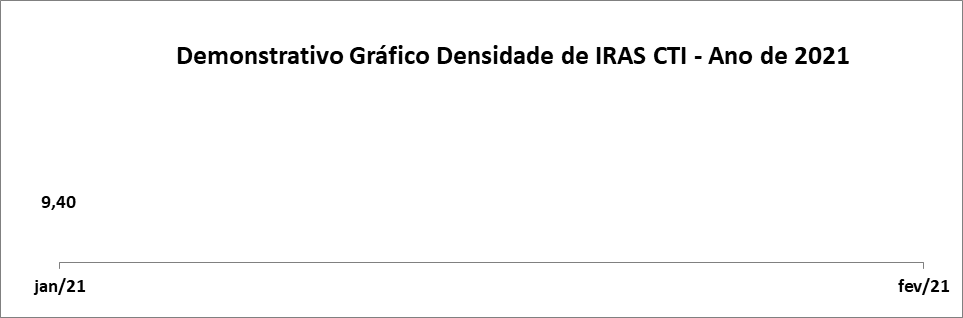 Demonstrativo Gráfico Densidade de IRAS CTI - Ano de 2021
9,40
jan/21
fev/21